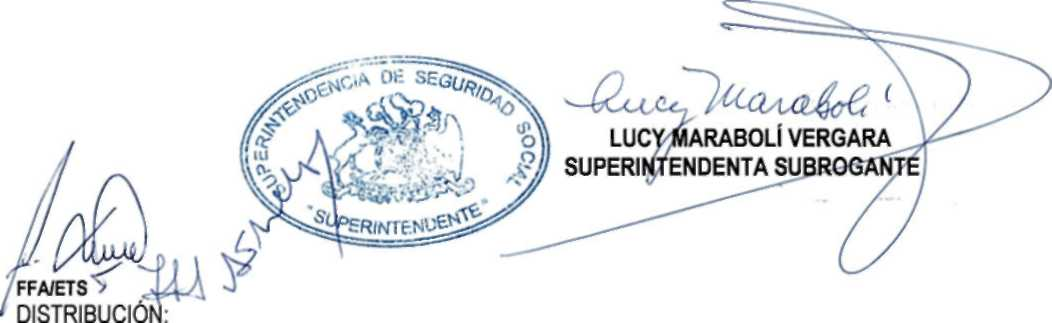 SUPERINTENDENCIA DE SEGURIDAD SOCIAL
* SUPERINTENDENTE *
Lucy Marabolí
LUCY MARABOLÍ VERGARA
SUPERINTENDENTA SUBROGANTE
FFA/ETS
DISTRIBUCIÓN: